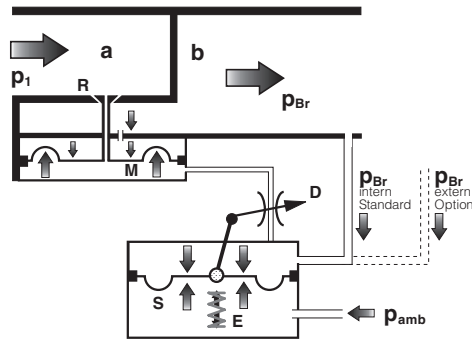 a
b
p1
R
pBr
M
D
pBr
intern
Standard
pBr
extern
Option
S
E
pamb